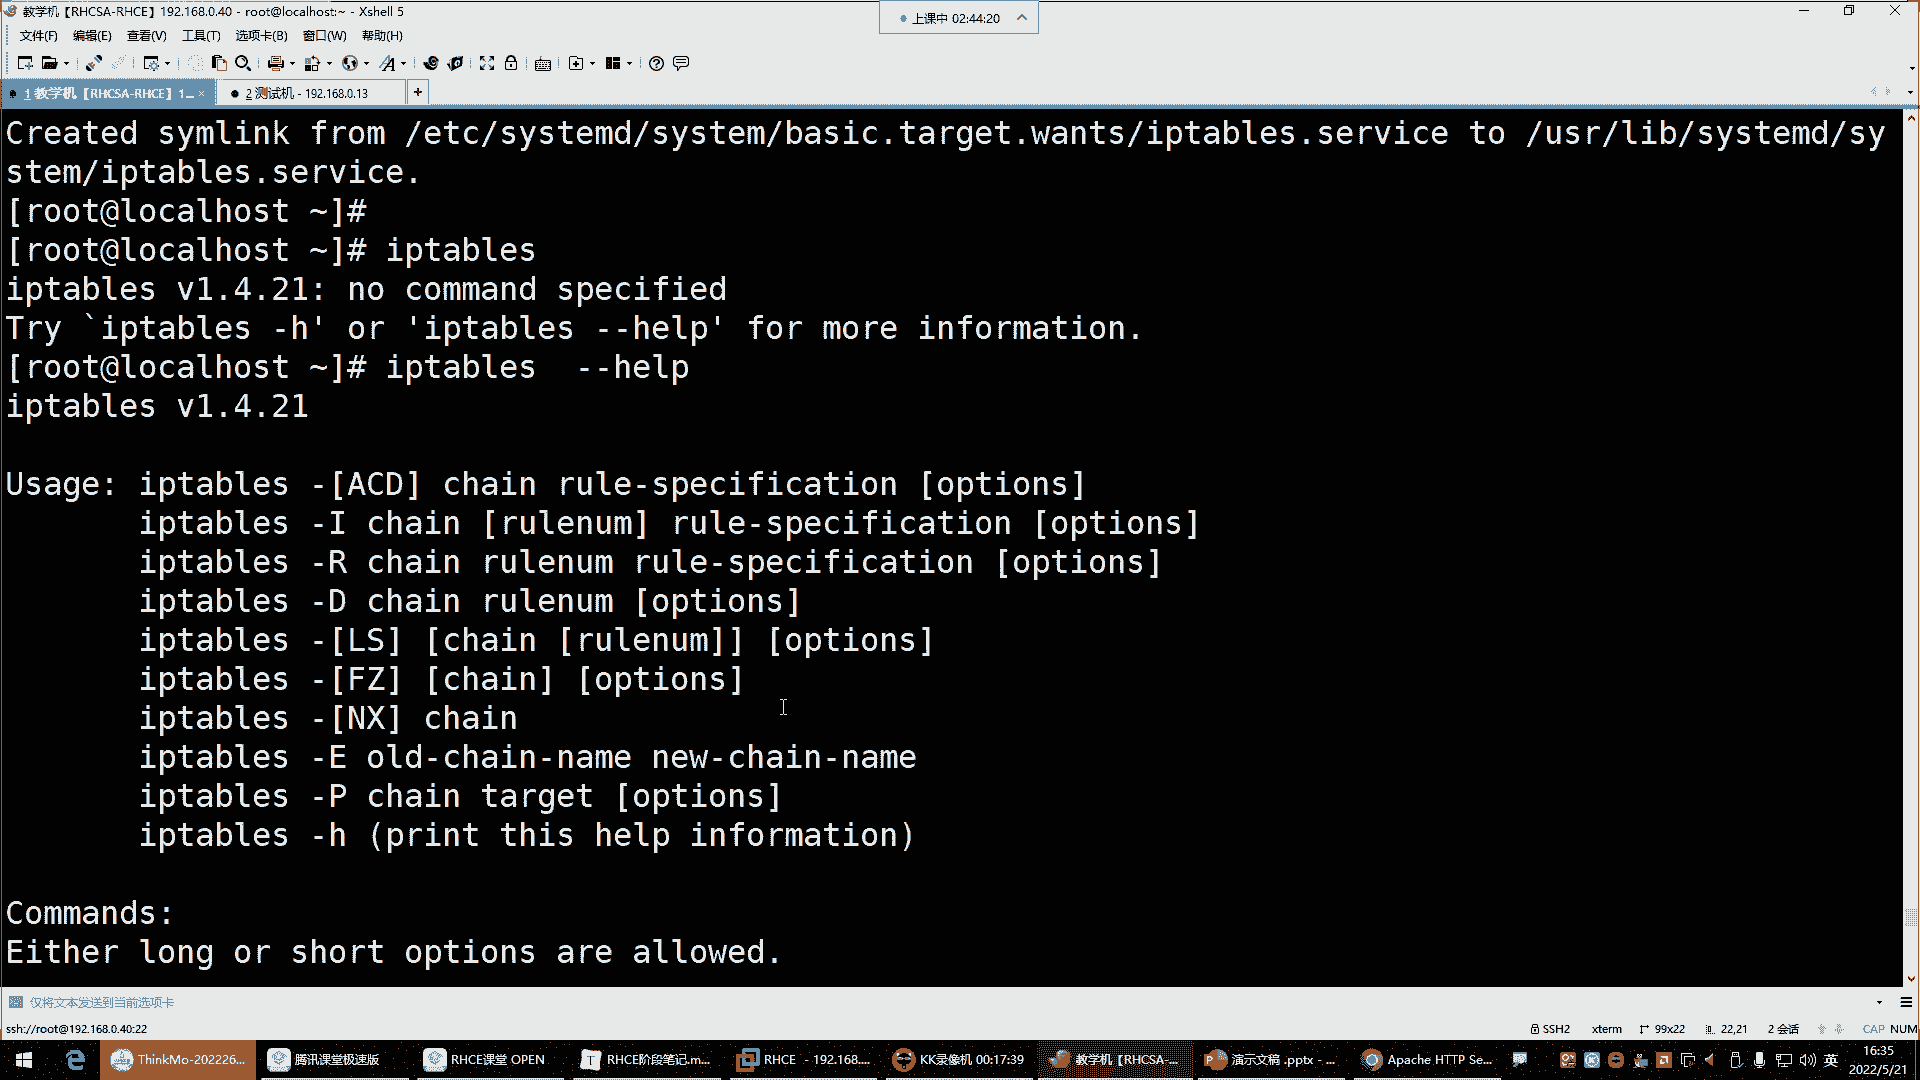 教学机【RHCSA-RHCE】192.168.0.40 - root@localhost:~ - Xshell 5
上课中 02:44:20
文件(F) 编辑(E) 查看(V) 工具(T) 选项卡(B) 窗口(W) 帮助(H)
1 教学机【RHCSA-RHCE】1... × 2 测试机 - 192.168.0.13 +
Created symlink from /etc/systemd/system/basic.target.wants/iptables.service to /usr/lib/systemd/sy
stem/iptables.service.
[root@localhost ~]#
[root@localhost ~]# iptables
iptables v1.4.21: no command specified
Try `iptables -h' or 'iptables --help' for more information.
[root@localhost ~]# iptables  --help
iptables v1.4.21
Usage: iptables -[ACD] chain rule-specification [options]
iptables -I chain [rulenum] rule-specification [options]
iptables -R chain rulenum rule-specification [options]
iptables -D chain rulenum [options]
iptables -[LS] [chain [rulenum]] [options]
iptables -[FZ] [chain] [options]
iptables -[NX] chain
iptables -E old-chain-name new-chain-name
iptables -P chain target [options]
iptables -h (print this help information)
Commands:
Either long or short options are allowed.
仅将文本发送到当前选项卡
ssh://root@192.168.0.40:22 SSH2 xterm 99x22 22,21 2 会话 CAP NUM
ThinkMo-202226... 腾讯课堂极速版 RHCE课堂 OPEN RHCE阶段笔记.m... RHCE - 192.168.... KK录像机 00:17:39 教学机【RHCSA-... 演示文稿 .pptx - ... Apache HTTP Se... 英 16:35
2022/5/21